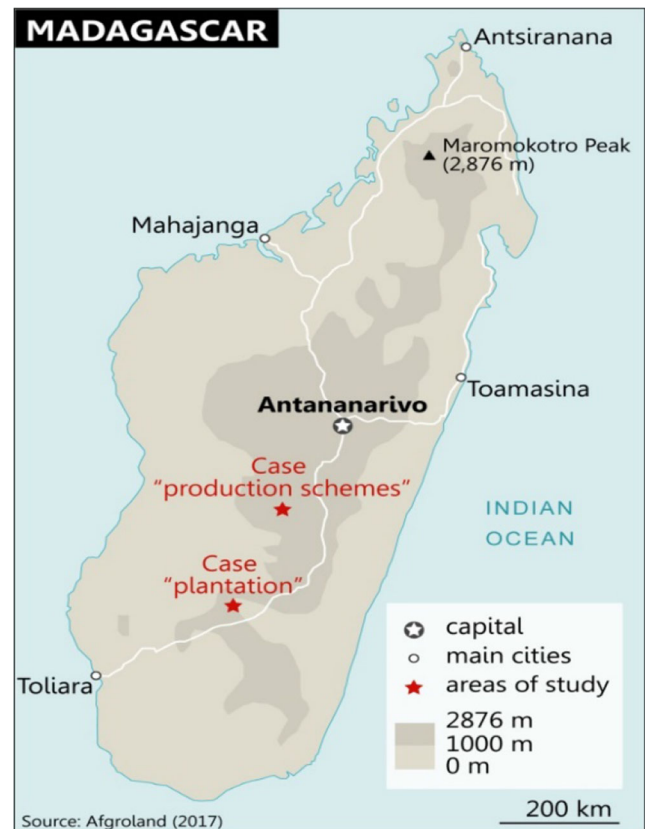 MADAGASCAR
Antsiranana
Maromokotro Peak
(2,876 m)
Mahajanga
Toamasina
Antananarivo
Case
“production schemes”
INDIAN
OCEAN
Case
“plantation”
Toliara
capital
main cities
areas of study
2876 m
1000 m
0 m
200 km
Source: Afgroland (2017)